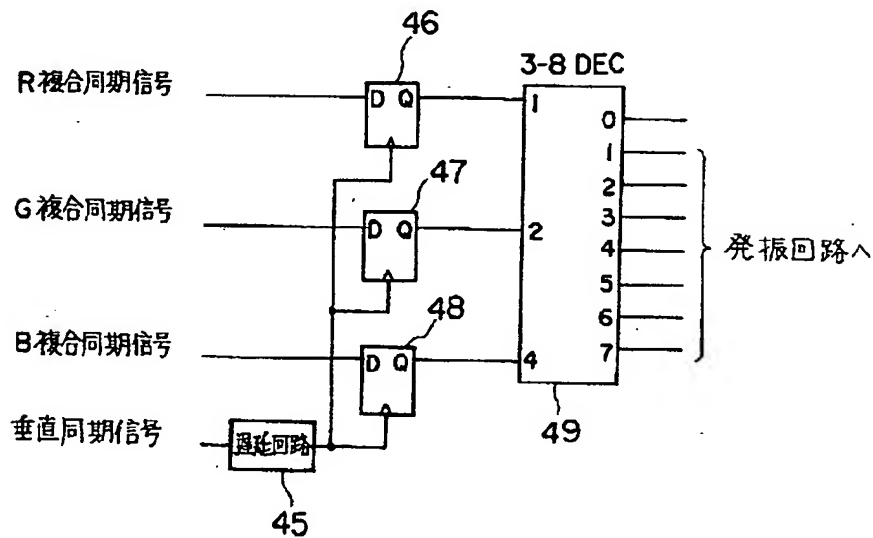 46
3-8 DEC
R複合同期信号
D Q
1
0
1
47
2
G複合同期信号
D Q
2
3
4
発振回路へ
5
48
6
B複合同期信号
D Q
4
7
垂直同期信号
遅延回路
49
45